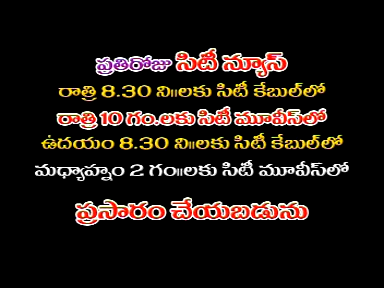 ప్రతిరోజు సిటీ న్యూస్
రాత్రి 8.30 ని॥లకు సిటీ కేబుల్‌లో
రాత్రి 10 గం.లకు సిటీ మూవీస్‌లో
ఉదయం 8.30 ని॥లకు సిటీ కేబుల్‌లో
మధ్యాహ్నం 2 గం॥లకు సిటీ మూవీస్‌లో
ప్రసారం చేయబడును